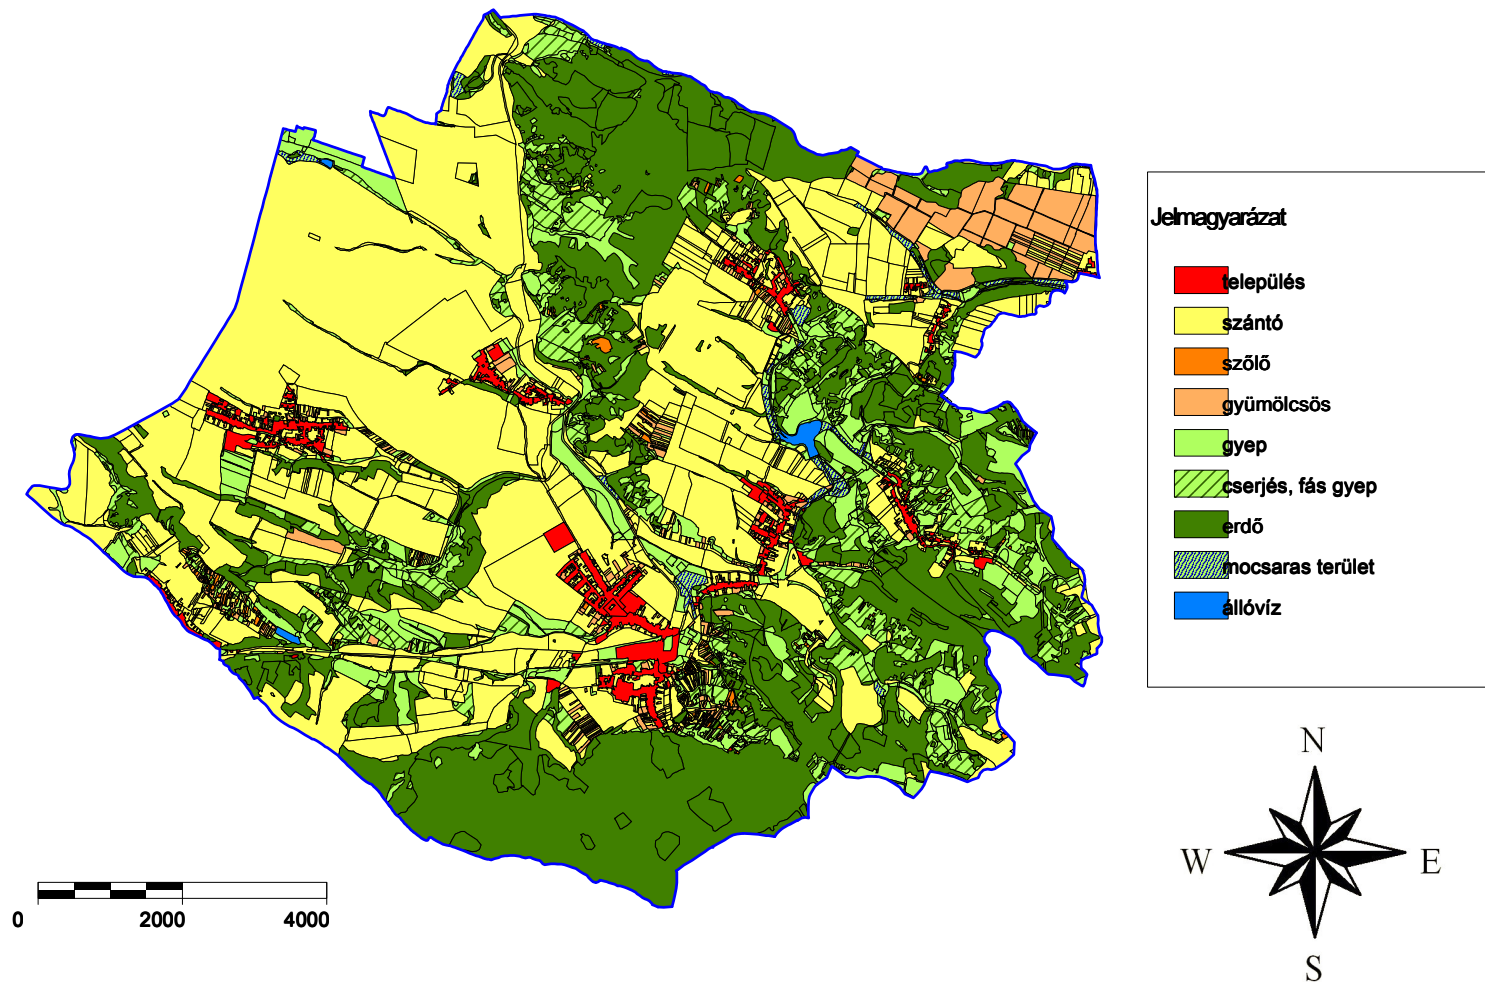 Jelmagyarázat
település
szántó
szőlő
gyümölcsös
gyep
cserjés, fás gyep
erdő
mocsaras terület
állóvíz
N
W E
S
0 2000 4000